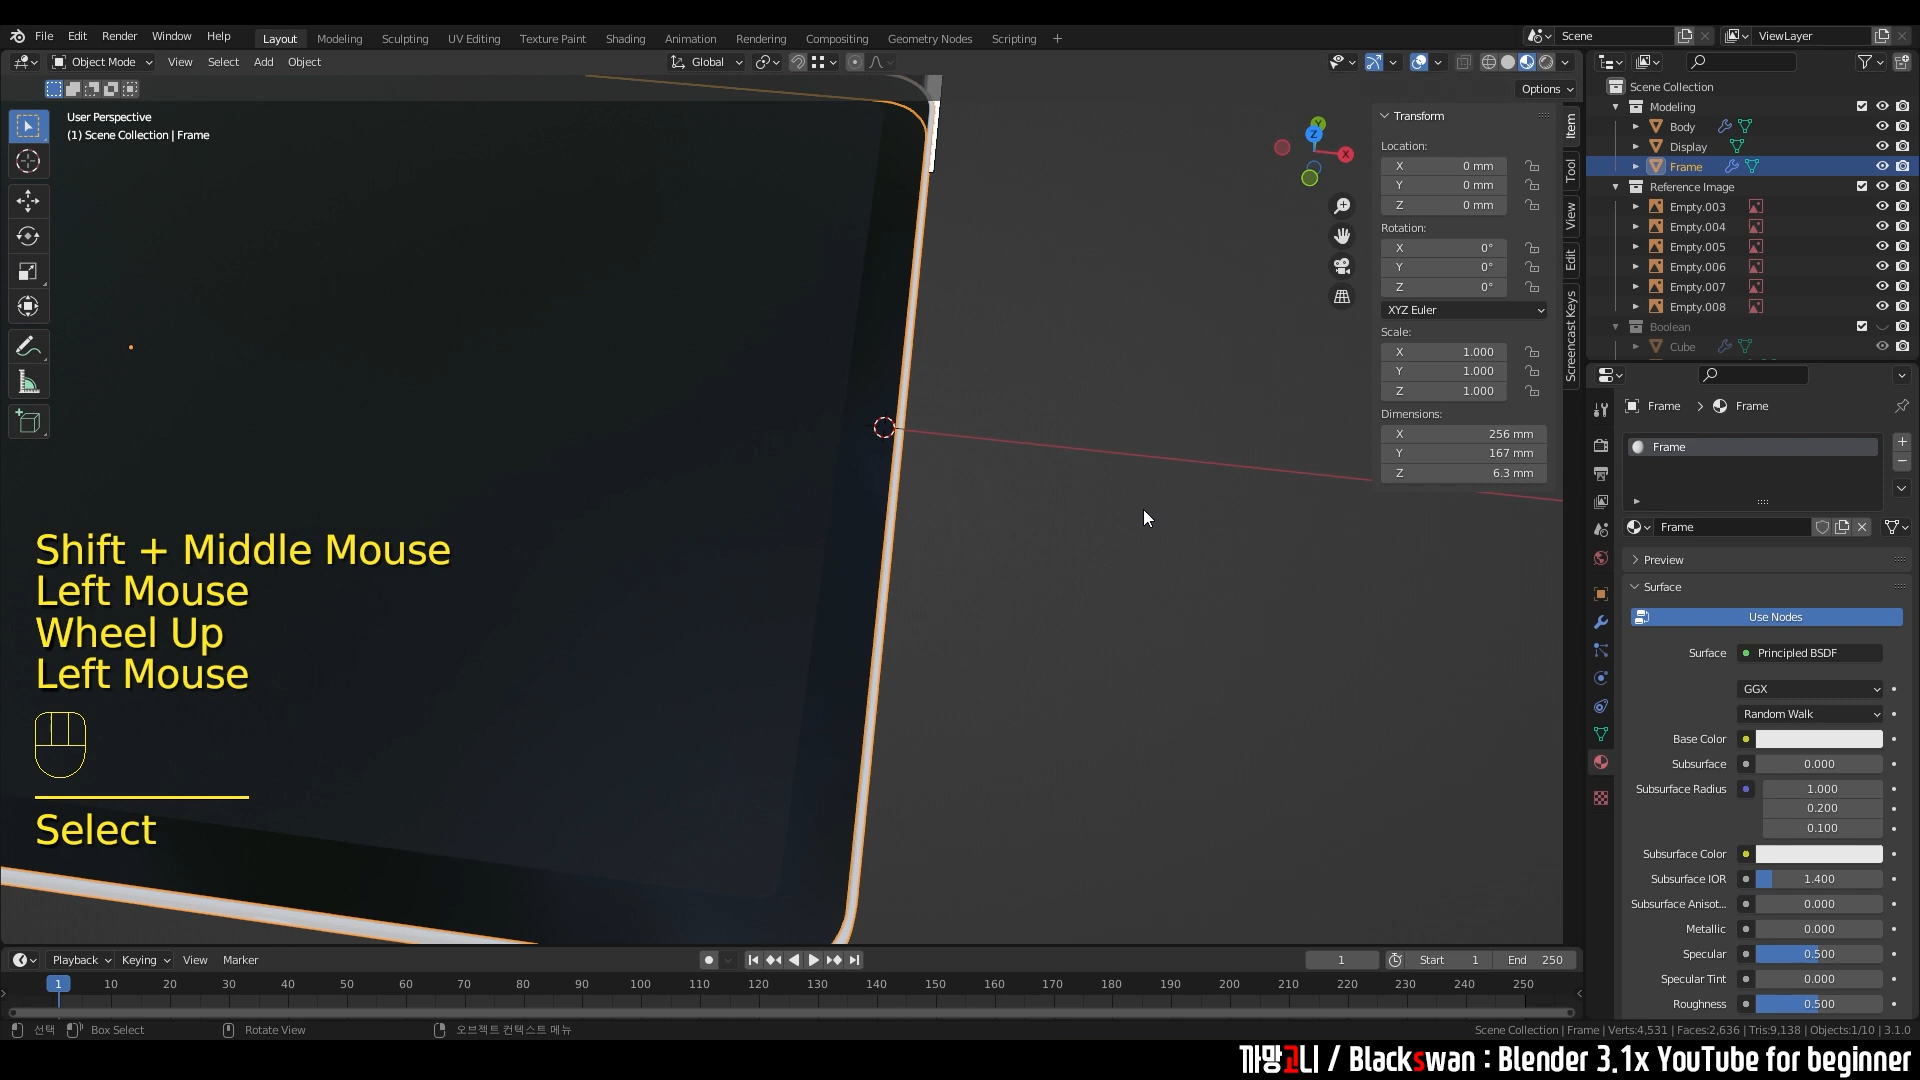 File Edit Render Window Help Layout Modeling Sculpting UV Editing Texture Paint Shading Animation Rendering Compositing Geometry Nodes Scripting + Scene ViewLayer
Object Mode View Select Add Object Global
Options
User Perspective
(1) Scene Collection | Frame
Transform
Location:
X 0 mm
Y 0 mm
Z 0 mm
Rotation:
X 0°
Y 0°
Z 0°
XYZ Euler
Scale:
X 1.000
Y 1.000
Z 1.000
Dimensions:
X 256 mm
Y 167 mm
Z 6.3 mm
Item
Tool
View
Edit
Screencast Keys
Z
Y
X
Scene Collection
Modeling
Body
Display
Frame
Reference Image
Empty.003
Empty.004
Empty.005
Empty.006
Empty.007
Empty.008
Boolean
Cube
Frame > Frame
Frame
Frame
Preview
Surface
Use Nodes
Surface Principled BSDF
GGX
Random Walk
Base Color
Subsurface 0.000
Subsurface Radius 1.000
0.200
0.100
Subsurface Color
Subsurface IOR 1.400
Subsurface Anisot... 0.000
Metallic 0.000
Specular 0.500
Specular Tint 0.000
Roughness 0.500
Shift + Middle Mouse
Left Mouse
Wheel Up
Left Mouse
Select
Playback Keying View Marker 1 Start 1 End 250
1 10 20 30 40 50 60 70 80 90 100 110 120 130 140 150 160 170 180 190 200 210 220 230 240 250
선택 Box Select Rotate View 오브젝트 컨텍스트 메뉴 Scene Collection | Frame | Verts:4,531 | Faces:2,636 | Tris:9,138 | Objects:1/10 | 3.1.0
까망고니 / Blackswan : Blender 3.1x YouTube for beginner